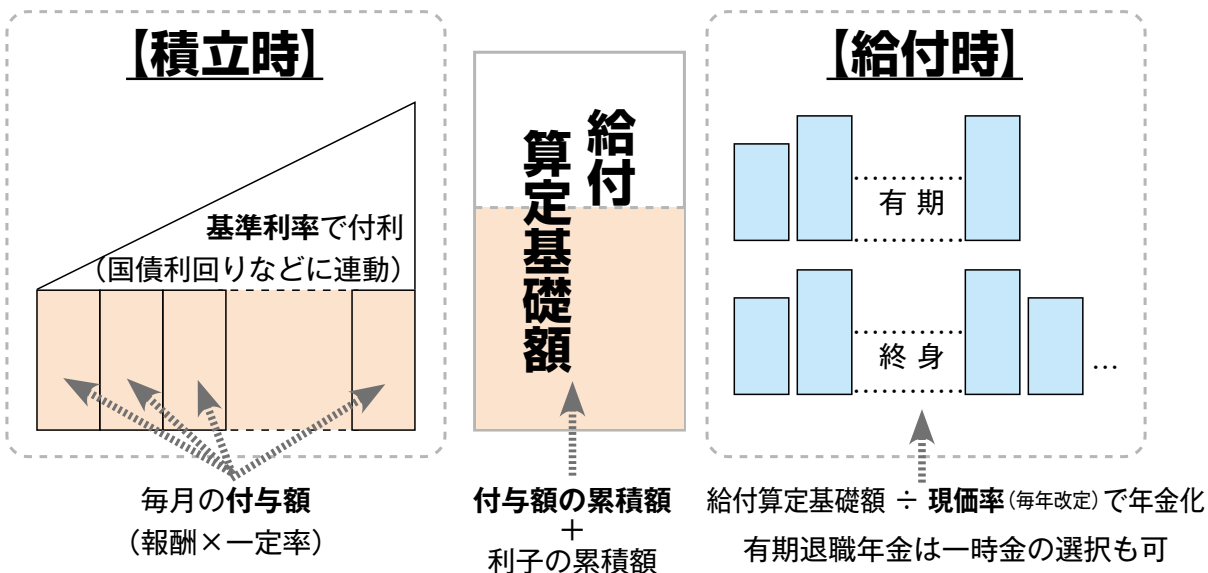 【積立時】
基準利率で付利
（国債利回りなどに連動）
毎月の付与額
（報酬×一定率）
給付
算定基礎額
付与額の累積額
＋
利子の累積額
【給付時】
………………
有期
………………
………………
終身
………………
…
給付算定基礎額 ÷ 現価率（毎年改定）で年金化
有期退職年金は一時金の選択も可